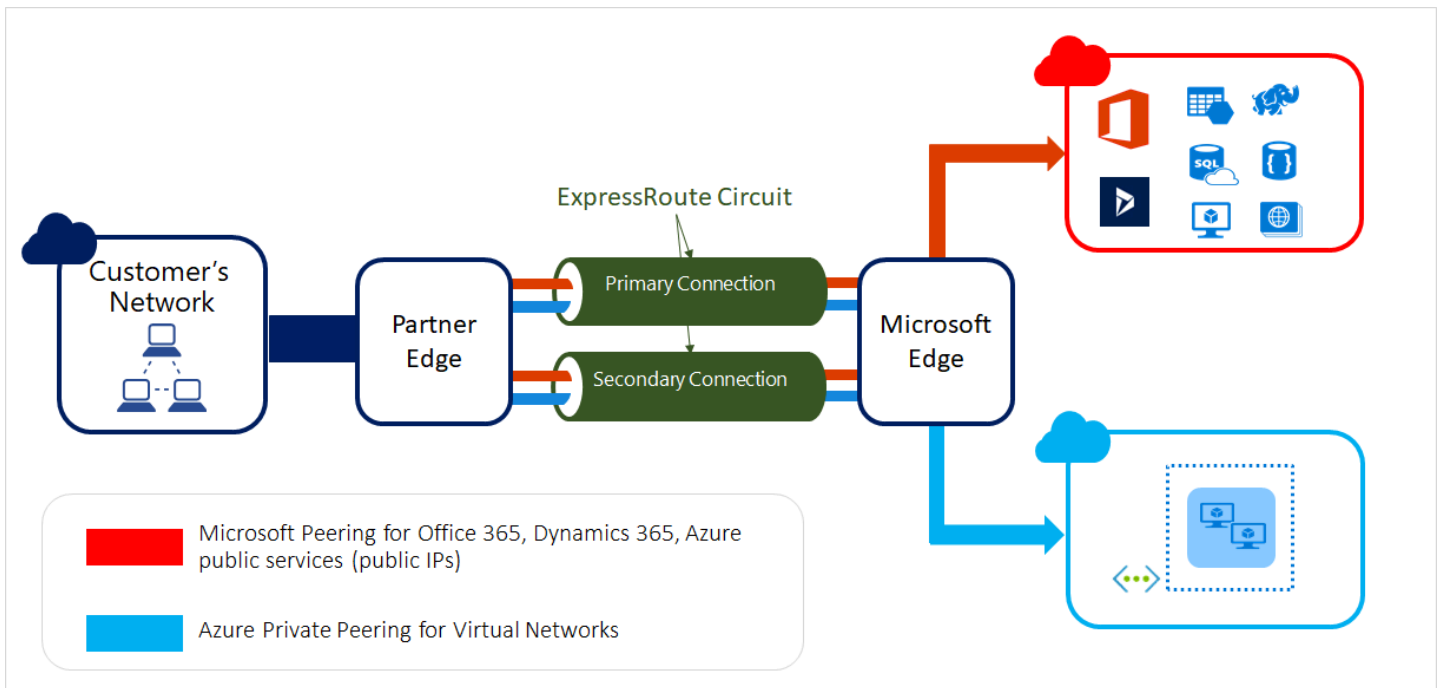 ExpressRoute Circuit
Customer's
Network
Partner
Edge
Primary Connection
Secondary Connection
Microsoft
Edge
SQL
{ }
Microsoft Peering for Office 365, Dynamics 365, Azure
public services (public IPs)
Azure Private Peering for Virtual Networks